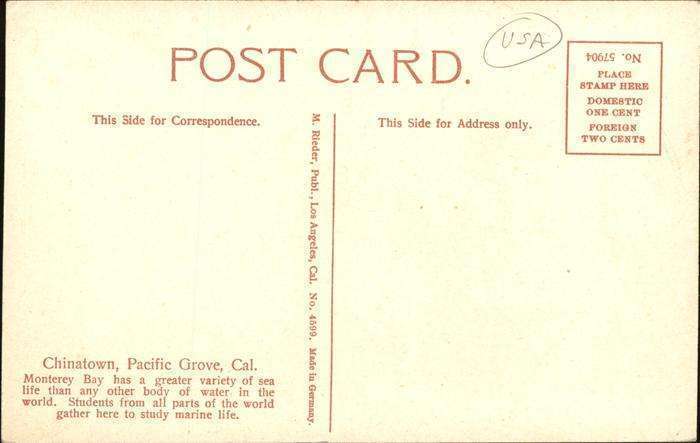 POST CARD.
USA
No. 57904
PLACE
STAMP HERE
DOMESTIC
ONE CENT
FOREIGN
TWO CENTS
This Side for Correspondence.
This Side for Address only.
M. Rieder, Publ., Los Angeles, Cal. No. 4599. Made in Germany.
Chinatown, Pacific Grove, Cal.
Monterey Bay has a greater variety of sea
life than any other body of water in the
world. Students from all parts of the world
gather here to study marine life.